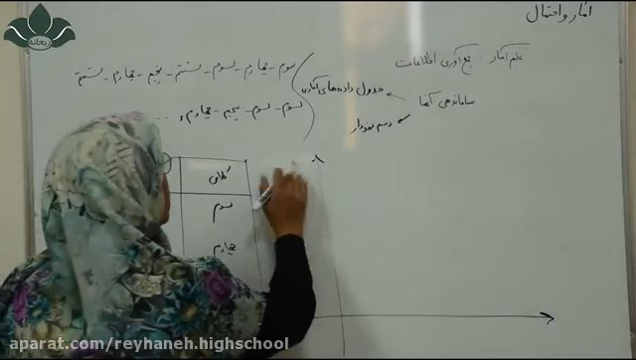 آمار و احتمال
علم آمار : جمع آوری اطلاعات
سوم - چهارم - سوم - ششم - پنجم - چهارم - ششم
ساماندهی آنها
جدول داده های آماری
رسم نمودار
سوم - سوم - پنجم - چهارم و ...
کلاس
سوم
چهارم
ریحانه
aparat.com/reyhaneh.highschool